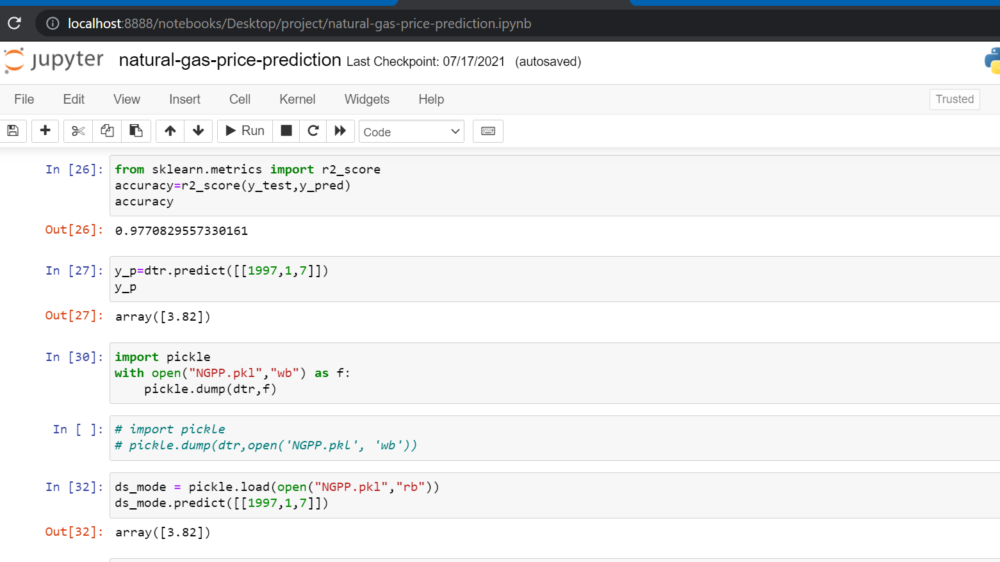 localhost:8888/notebooks/Desktop/project/natural-gas-price-prediction.ipynb
jupyter natural-gas-price-prediction Last Checkpoint: 07/17/2021 (autosaved)
File Edit View Insert Cell Kernel Widgets Help Trusted
Run Code
In [26]: from sklearn.metrics import r2_score
accuracy=r2_score(y_test,y_pred)
accuracy
Out[26]: 0.9770829557330161
In [27]: y_p=dtr.predict([[1997,1,7]])
y_p
Out[27]: array([3.82])
In [30]: import pickle
with open("NGPP.pkl","wb") as f:
    pickle.dump(dtr,f)
In [ ]: # import pickle
# pickle.dump(dtr,open('NGPP.pkl', 'wb'))
In [32]: ds_mode = pickle.load(open("NGPP.pkl","rb"))
ds_mode.predict([[1997,1,7]])
Out[32]: array([3.82])